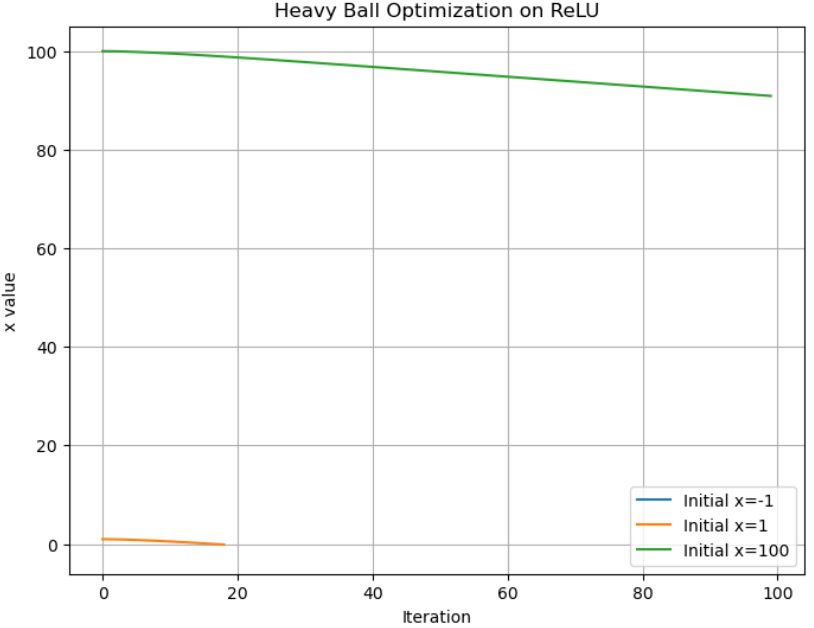 Heavy Ball Optimization on ReLU
100
80
60
40
20
0
x value
0 20 40 60 80 100
Iteration
Initial x=-1
Initial x=1
Initial x=100